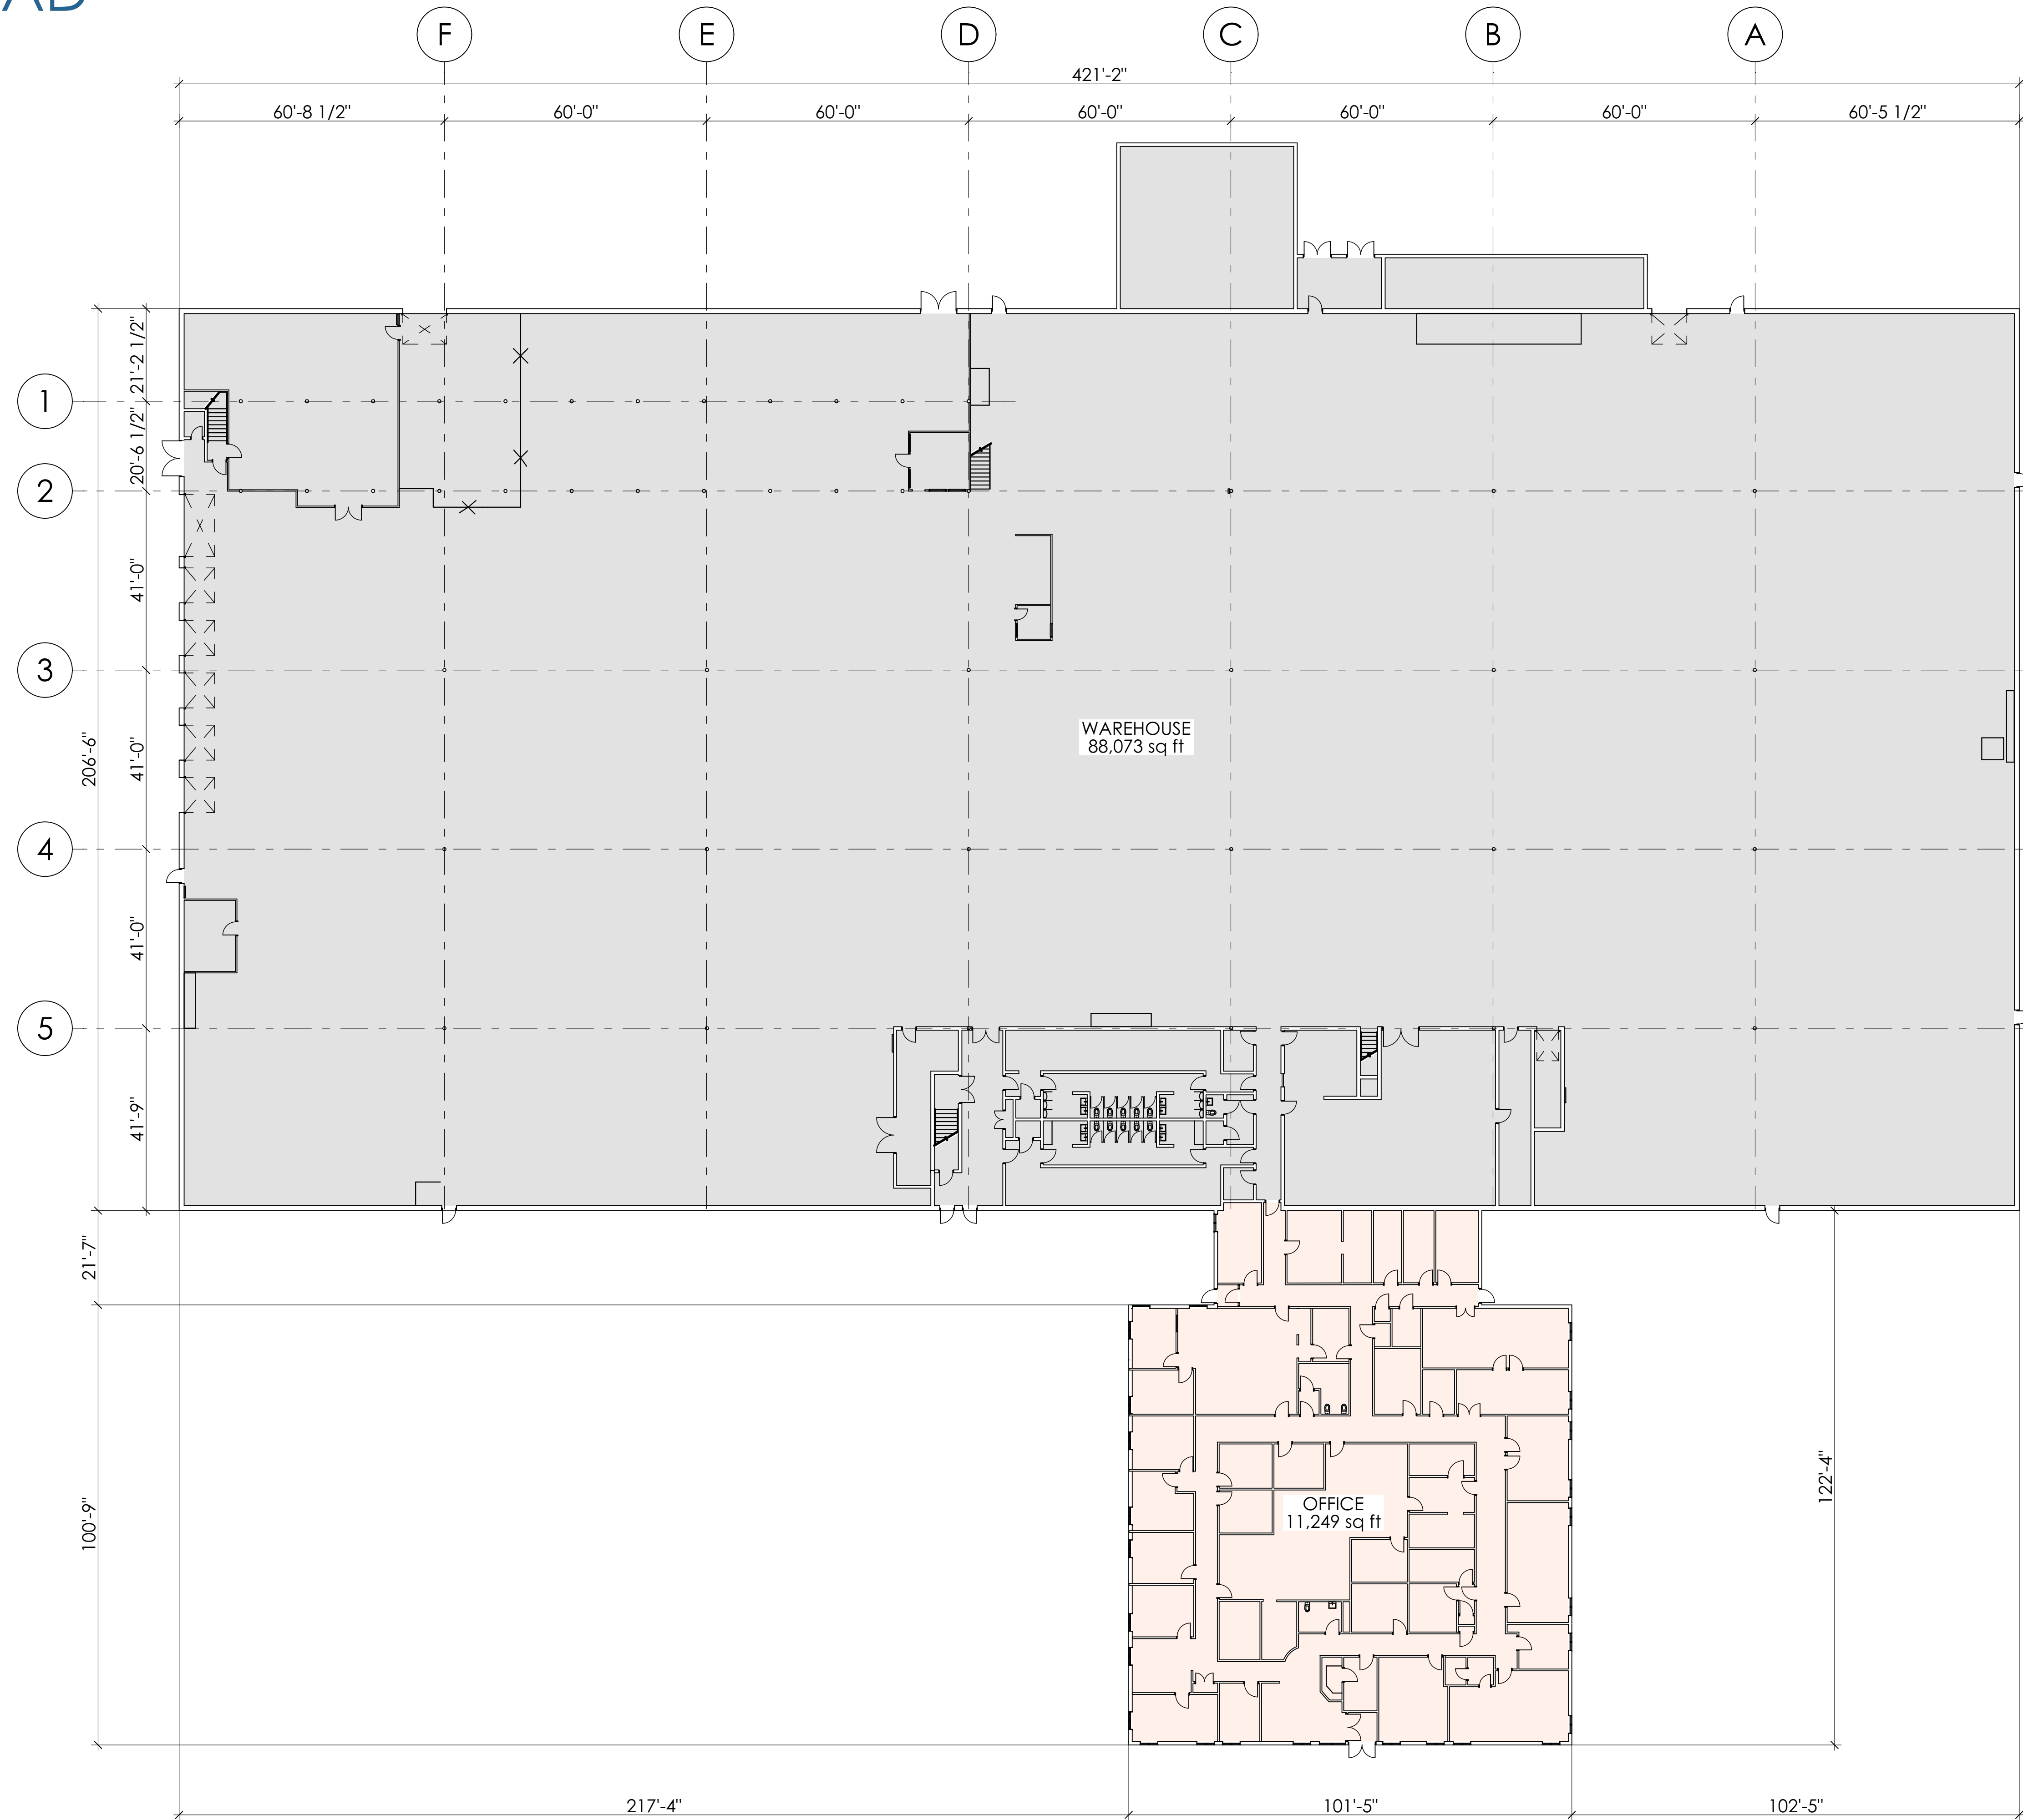 F E D C B A
421'-2"
60'-8 1/2" 60'-0" 60'-0" 60'-0" 60'-0" 60'-0" 60'-5 1/2"
21'-2 1/2"
1
20'-6 1/2"
2
41'-0"
3
WAREHOUSE
88,073 sq ft
206'-6"
41'-0"
4
41'-0"
5
41'-9"
21'-7"
122'-4"
100'-9"
OFFICE
11,249 sq ft
217'-4" 101'-5" 102'-5"